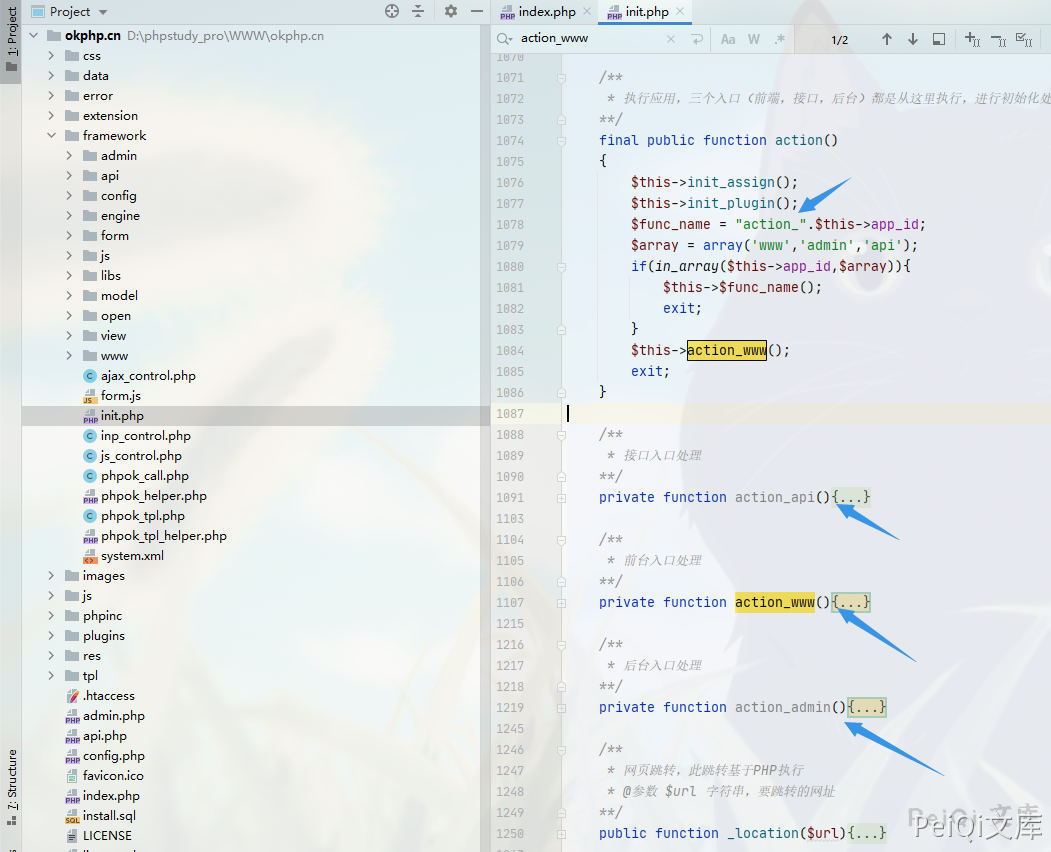 1: Project
Project
okphp.cn D:\phpstudy_pro\WWW\okphp.cn
css
data
error
extension
framework
admin
api
config
engine
form
js
libs
model
open
view
www
ajax_control.php
form.js
init.php
inp_control.php
js_control.php
phpok_call.php
phpok_helper.php
phpok_tpl.php
phpok_tpl_helper.php
system.xml
images
js
phpinc
plugins
res
tpl
.htaccess
admin.php
api.php
config.php
favicon.ico
index.php
install.sql
LICENSE
7: Structure
index.php
init.php
action_www
Aa W .*
1/2
1070
1071 /**
1072 * 执行应用，三个入口（前端，接口，后台）都是从这里执行，进行初始化处
1073 **/
1074 final public function action()
1075 {
1076 $this->init_assign();
1077 $this->init_plugin();
1078 $func_name = "action_".$this->app_id;
1079 $array = array('www','admin','api');
1080 if(in_array($this->app_id,$array)){
1081 $this->$func_name();
1082 exit;
1083 }
1084 $this->action_www();
1085 exit;
1086 }
1087
1088 /**
1089 * 接口入口处理
1090 **/
1091 private function action_api(){...}
1103
1104 /**
1105 * 前台入口处理
1106 **/
1107 private function action_www(){...}
1215
1216 /**
1217 * 后台入口处理
1218 **/
1219 private function action_admin(){...}
1245
1246 /**
1247 * 网页跳转，此跳转基于PHP执行
1248 * @参数 $url 字符串，要跳转的网址
1249 **/
1250 public function _location($url){...}
PeiQi文库
PeiQi文库